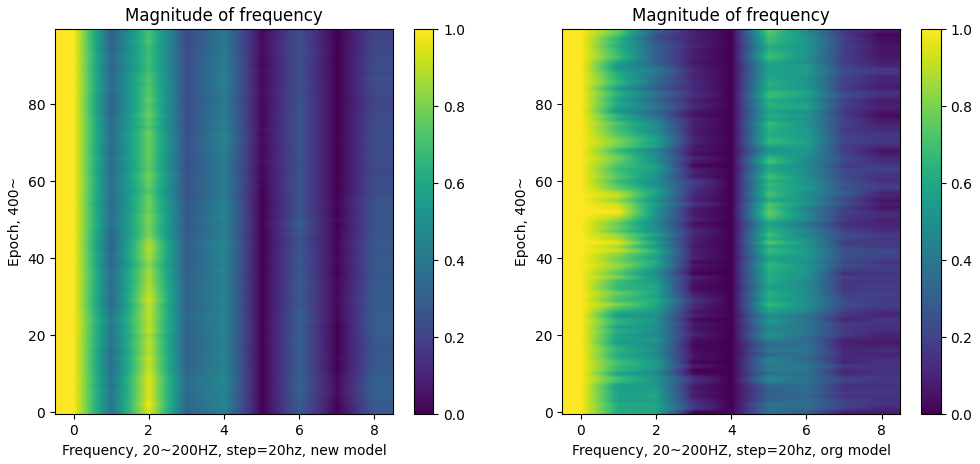 Magnitude of frequency
Epoch, 400~
80
60
40
20
0
0 2 4 6 8
Frequency, 20~200HZ, step=20hz, new model
1.0
0.8
0.6
0.4
0.2
0.0
Magnitude of frequency
Epoch, 400~
80
60
40
20
0
0 2 4 6 8
Frequency, 20~200HZ, step=20hz, org model
1.0
0.8
0.6
0.4
0.2
0.0